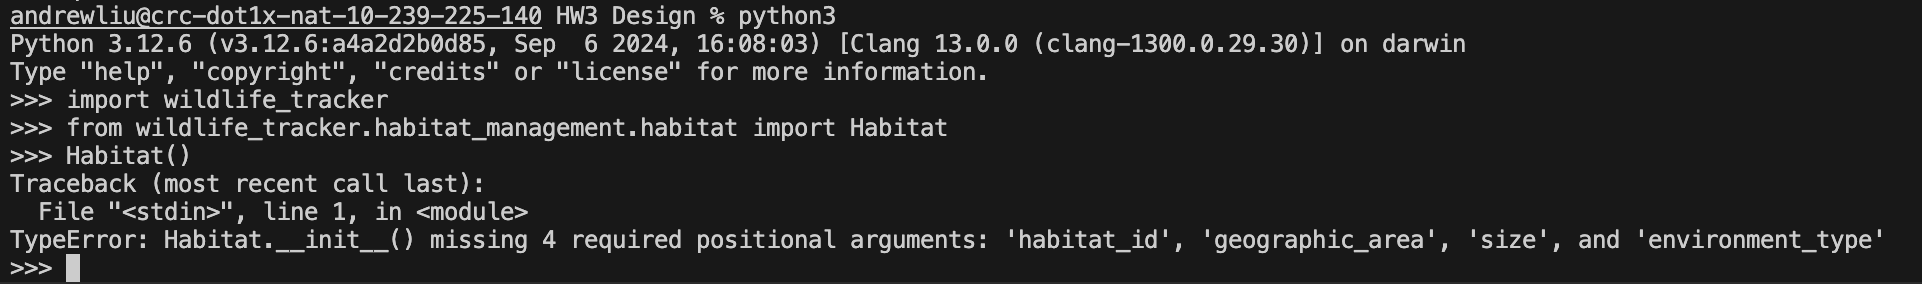 andrewliu@crc-dot1x-nat-10-239-225-140 HW3 Design % python3
Python 3.12.6 (v3.12.6:a4a2d2b0d85, Sep  6 2024, 16:08:03) [Clang 13.0.0 (clang-1300.0.29.30)] on darwin
Type "help", "copyright", "credits" or "license" for more information.
>>> import wildlife_tracker
>>> from wildlife_tracker.habitat_management.habitat import Habitat
>>> Habitat()
Traceback (most recent call last):
  File "<stdin>", line 1, in <module>
TypeError: Habitat.__init__() missing 4 required positional arguments: 'habitat_id', 'geographic_area', 'size', and 'environment_type'
>>>